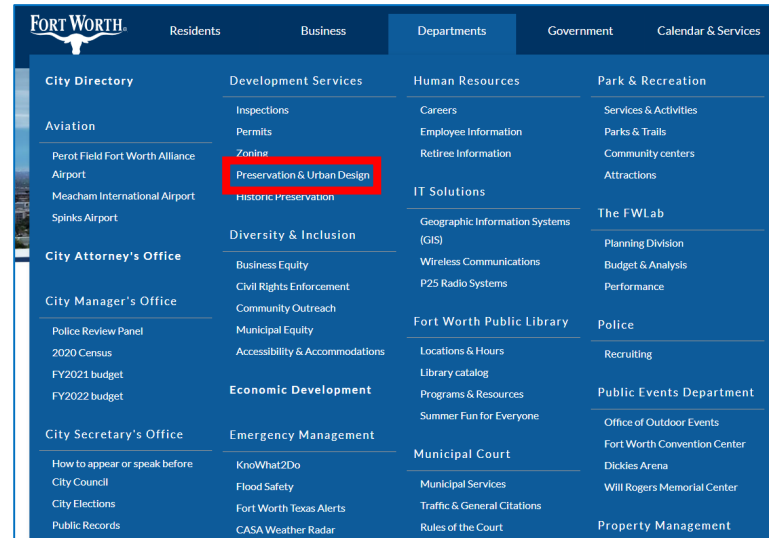 FORT WORTH®
Residents
Business
Departments
Government
Calendar & Services
City Directory
Aviation
Perot Field Fort Worth Alliance
Airport
Meacham International Airport
Spinks Airport
City Attorney's Office
City Manager's Office
Police Review Panel
2020 Census
FY2021 budget
FY2022 budget
City Secretary's Office
How to appear or speak before
City Council
City Elections
Public Records
Development Services
Inspections
Permits
Zoning
Preservation & Urban Design
Historic Preservation
Diversity & Inclusion
Business Equity
Civil Rights Enforcement
Community Outreach
Municipal Equity
Accessibility & Accommodations
Economic Development
Emergency Management
KnoWhat2Do
Flood Safety
Fort Worth Texas Alerts
CASA Weather Radar
Human Resources
Careers
Employee Information
Retiree Information
IT Solutions
Geographic Information Systems
(GIS)
Wireless Communications
P25 Radio Systems
Fort Worth Public Library
Locations & Hours
Library catalog
Programs & Resources
Summer Fun for Everyone
Municipal Court
Municipal Services
Traffic & General Citations
Rules of the Court
Park & Recreation
Services & Activities
Parks & Trails
Community centers
Attractions
The FWLab
Planning Division
Budget & Analysis
Performance
Police
Recruiting
Public Events Department
Office of Outdoor Events
Fort Worth Convention Center
Dickies Arena
Will Rogers Memorial Center
Property Management